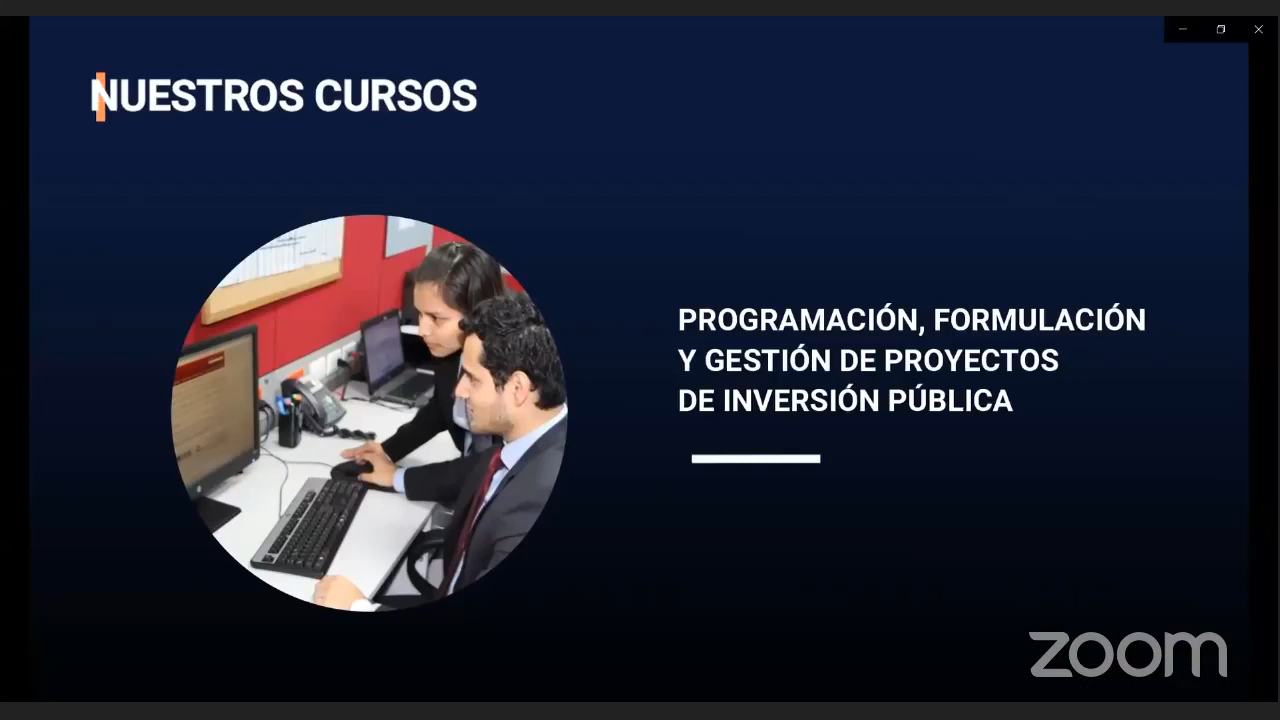 NUESTROS CURSOS
PROGRAMACIÓN, FORMULACIÓN
Y GESTIÓN DE PROYECTOS
DE INVERSIÓN PÚBLICA
zoom